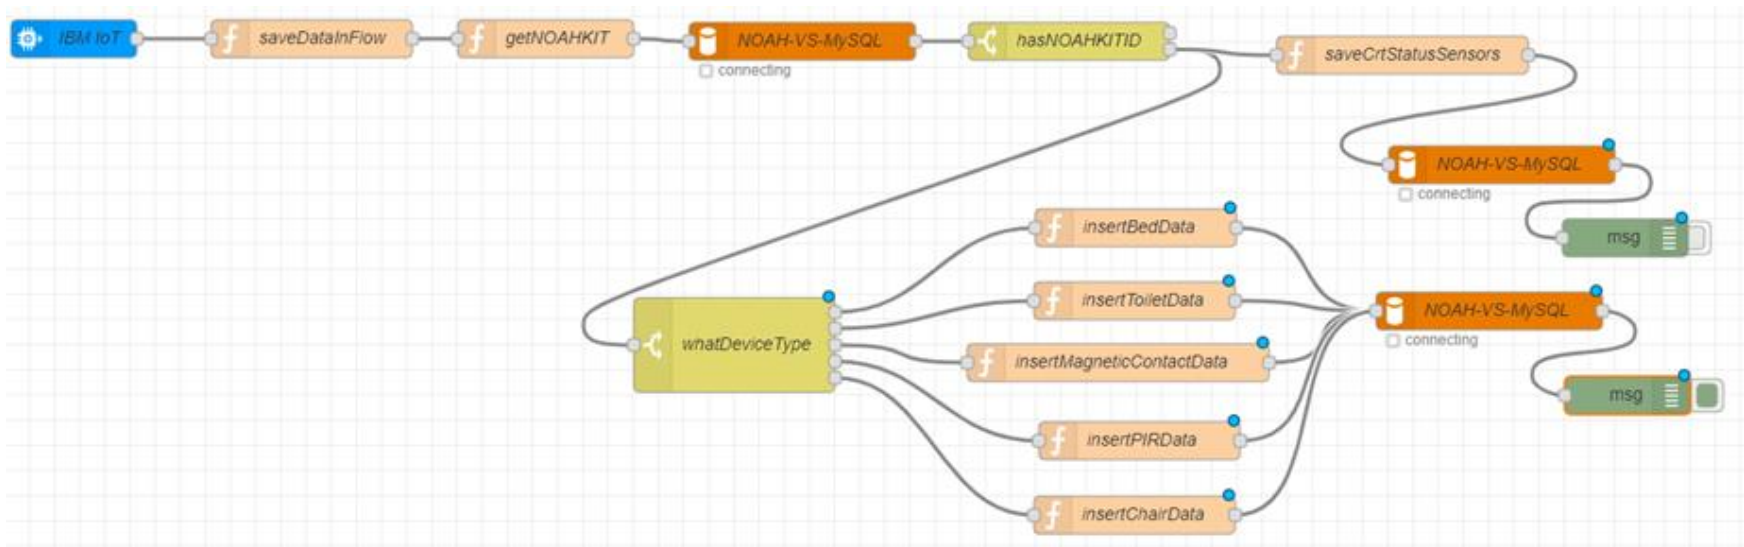 IBM IoT
saveDataInFlow
getNOAHKIT
NOAH-VS-MySQL
connecting
hasNOAHKITID
saveCrtStatusSensors
NOAH-VS-MySQL
connecting
msg
whatDeviceType
insertBedData
insertToiletData
insertMagneticContactData
insertPIRData
insertChairData
NOAH-VS-MySQL
connecting
msg